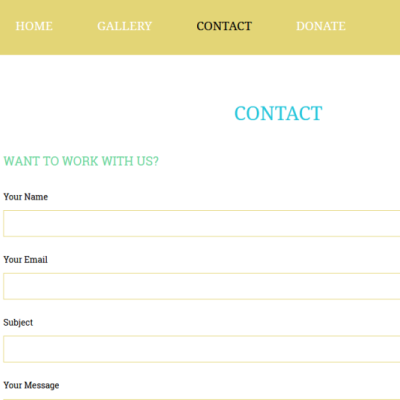 HOME GALLERY CONTACT DONATE
CONTACT
WANT TO WORK WITH US?
Your Name
Your Email
Subject
Your Message